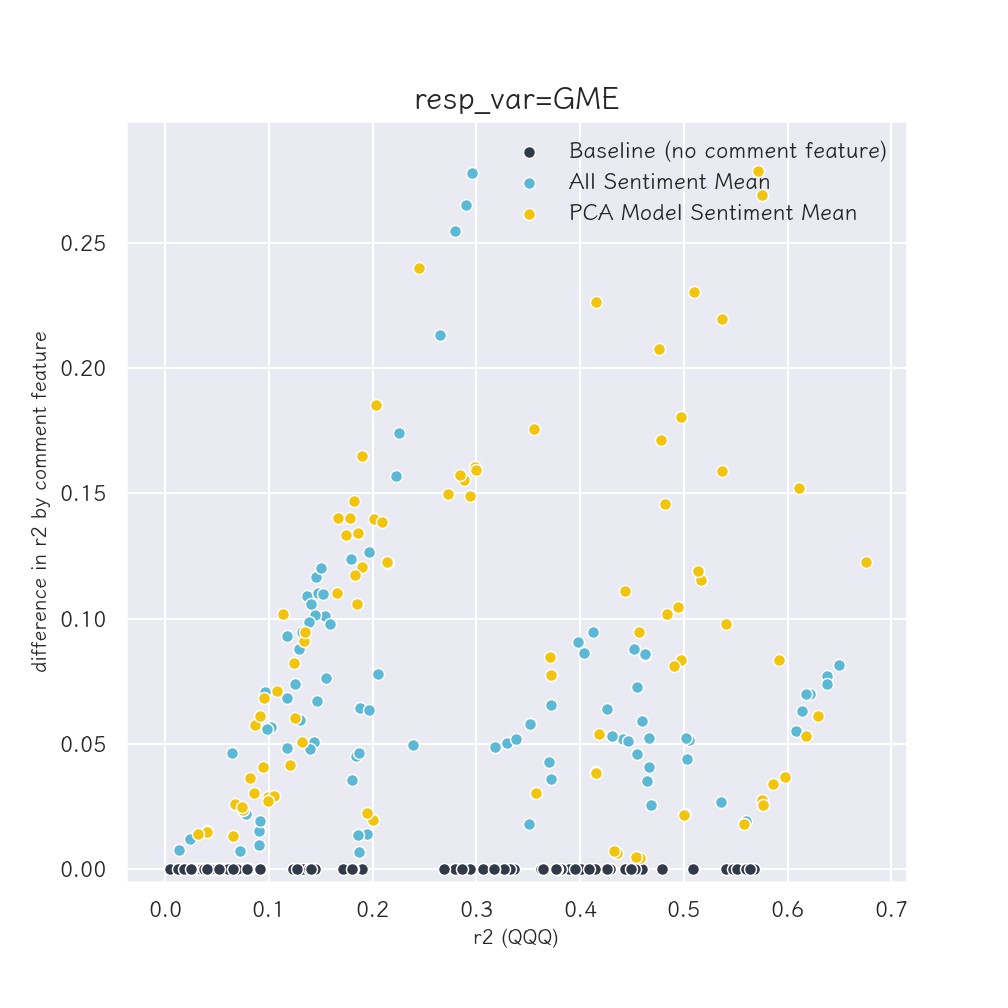 resp_var=GME
Baseline (no comment feature)
All Sentiment Mean
PCA Model Sentiment Mean
difference in r2 by comment feature
0.25
0.20
0.15
0.10
0.05
0.00
0.0 0.1 0.2 0.3 0.4 0.5 0.6 0.7
r2 (QQQ)